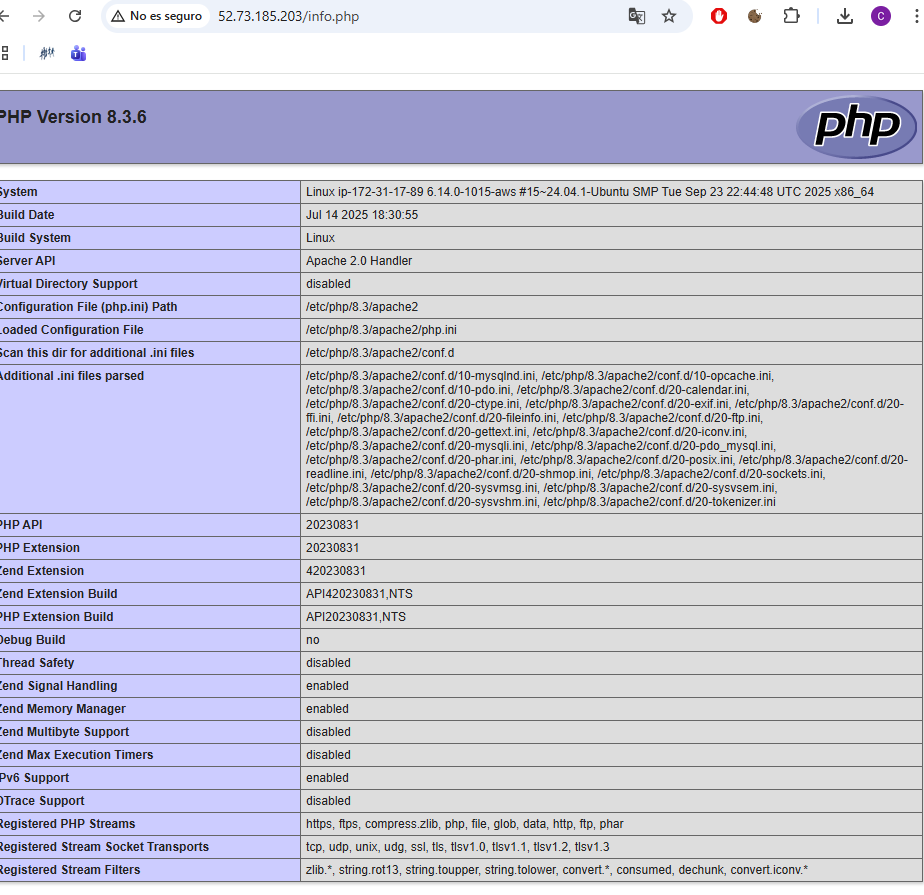 No es seguro 52.73.185.203/info.php
C
PHP Version 8.3.6
php
System Linux ip-172-31-17-89 6.14.0-1015-aws #15~24.04.1-Ubuntu SMP Tue Sep 23 22:44:48 UTC 2025 x86_64
Build Date Jul 14 2025 18:30:55
Build System Linux
Server API Apache 2.0 Handler
Virtual Directory Support disabled
Configuration File (php.ini) Path /etc/php/8.3/apache2
Loaded Configuration File /etc/php/8.3/apache2/php.ini
Scan this dir for additional .ini files /etc/php/8.3/apache2/conf.d
Additional .ini files parsed /etc/php/8.3/apache2/conf.d/10-mysqlnd.ini, /etc/php/8.3/apache2/conf.d/10-opcache.ini,
/etc/php/8.3/apache2/conf.d/10-pdo.ini, /etc/php/8.3/apache2/conf.d/20-calendar.ini,
/etc/php/8.3/apache2/conf.d/20-ctype.ini, /etc/php/8.3/apache2/conf.d/20-exif.ini, /etc/php/8.3/apache2/conf.d/20-
ffi.ini, /etc/php/8.3/apache2/conf.d/20-fileinfo.ini, /etc/php/8.3/apache2/conf.d/20-ftp.ini,
/etc/php/8.3/apache2/conf.d/20-gettext.ini, /etc/php/8.3/apache2/conf.d/20-iconv.ini,
/etc/php/8.3/apache2/conf.d/20-mysqli.ini, /etc/php/8.3/apache2/conf.d/20-pdo_mysql.ini,
/etc/php/8.3/apache2/conf.d/20-phar.ini, /etc/php/8.3/apache2/conf.d/20-posix.ini, /etc/php/8.3/apache2/conf.d/20-
readline.ini, /etc/php/8.3/apache2/conf.d/20-shmop.ini, /etc/php/8.3/apache2/conf.d/20-sockets.ini,
/etc/php/8.3/apache2/conf.d/20-sysvmsg.ini, /etc/php/8.3/apache2/conf.d/20-sysvsem.ini,
/etc/php/8.3/apache2/conf.d/20-sysvshm.ini, /etc/php/8.3/apache2/conf.d/20-tokenizer.ini
PHP API 20230831
PHP Extension 20230831
Zend Extension 420230831
Zend Extension Build API420230831,NTS
PHP Extension Build API20230831,NTS
Debug Build no
Thread Safety disabled
Zend Signal Handling enabled
Zend Memory Manager enabled
Zend Multibyte Support disabled
Zend Max Execution Timers disabled
IPv6 Support enabled
DTrace Support disabled
Registered PHP Streams https, ftps, compress.zlib, php, file, glob, data, http, ftp, phar
Registered Stream Socket Transports tcp, udp, unix, udg, ssl, tls, tlsv1.0, tlsv1.1, tlsv1.2, tlsv1.3
Registered Stream Filters zlib.*, string.rot13, string.toupper, string.tolower, convert.*, consumed, dechunk, convert.iconv.*